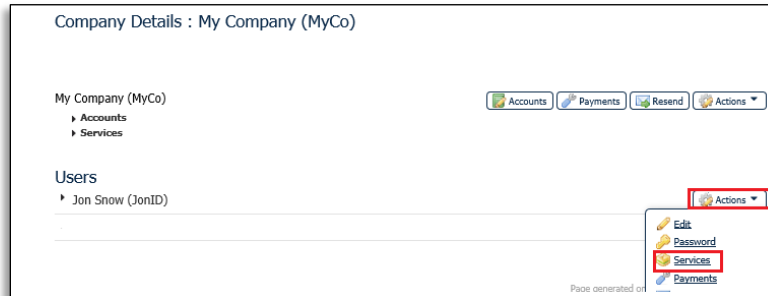 Company Details : My Company (MyCo)
My Company (MyCo)
Accounts Payments Resend Actions
Accounts
Services
Users
Jon Snow (JonID)
Actions
Edit
Password
Services
Payments
Page generated on